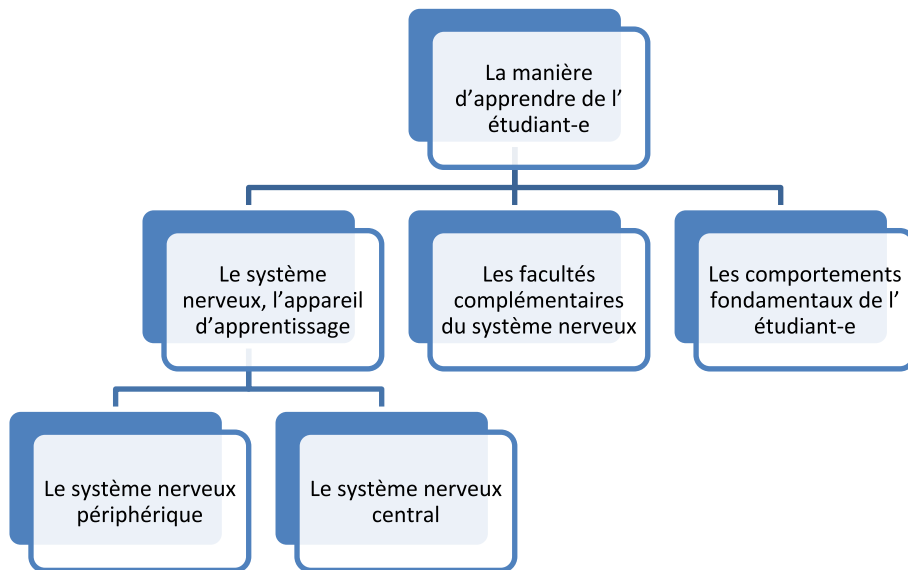 La manière
d’apprendre de l’
étudiant-e
Le système
nerveux, l’appareil
d’apprentissage
Les facultés
complémentaires
du système nerveux
Les comportements
fondamentaux de l’
étudiant-e
Le système nerveux
périphérique
Le système nerveux
central